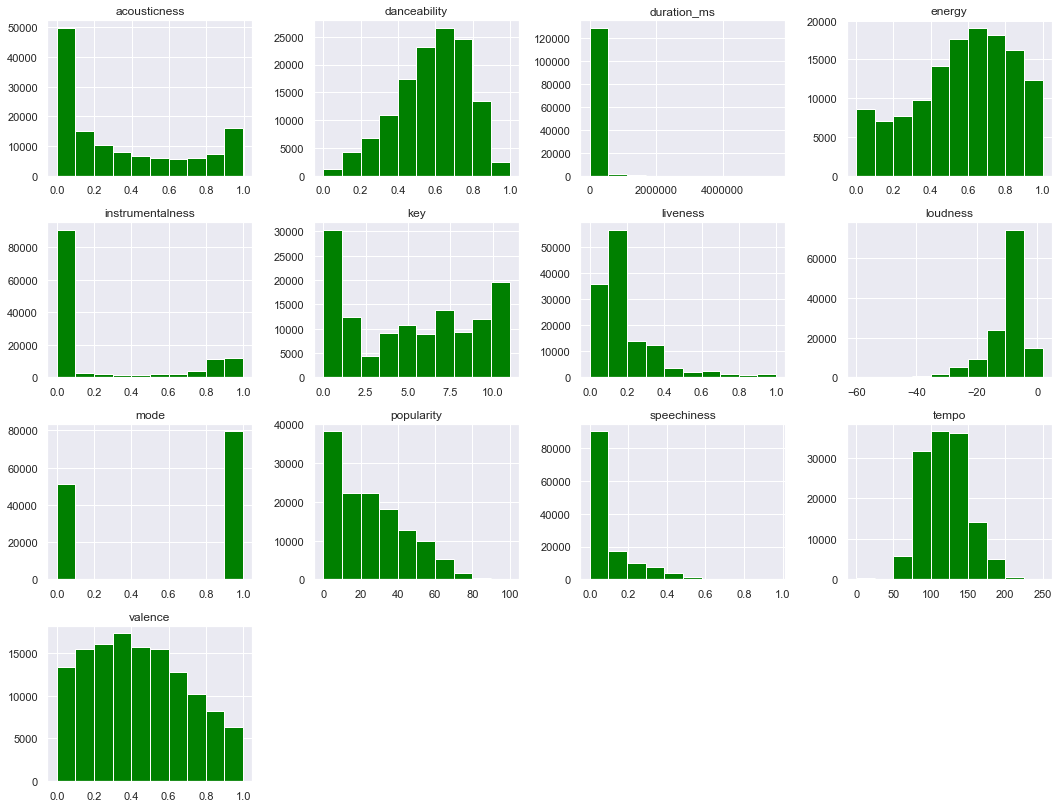 acousticness
50000
40000
30000
20000
10000
0
0.0 0.2 0.4 0.6 0.8 1.0
danceability
25000
20000
15000
10000
5000
0
0.0 0.2 0.4 0.6 0.8 1.0
duration_ms
120000
100000
80000
60000
40000
20000
0
0 2000000 4000000
energy
20000
15000
10000
5000
0
0.0 0.2 0.4 0.6 0.8 1.0
instrumentalness
80000
60000
40000
20000
0
0.0 0.2 0.4 0.6 0.8 1.0
key
30000
25000
20000
15000
10000
5000
0
0.0 2.5 5.0 7.5 10.0
liveness
50000
40000
30000
20000
10000
0
0.0 0.2 0.4 0.6 0.8 1.0
loudness
60000
40000
20000
0
−60 −40 −20 0
mode
80000
60000
40000
20000
0
0.0 0.2 0.4 0.6 0.8 1.0
popularity
40000
30000
20000
10000
0
0 20 40 60 80 100
speechiness
80000
60000
40000
20000
0
0.0 0.2 0.4 0.6 0.8 1.0
tempo
30000
20000
10000
0
0 50 100 150 200 250
valence
15000
10000
5000
0
0.0 0.2 0.4 0.6 0.8 1.0